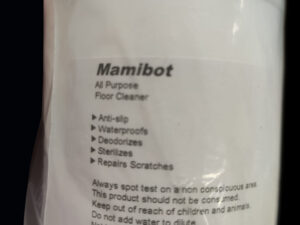 Mamibot
All Purpose
Floor Cleaner
▶Anti-slip
▶Waterproofs
▶Deodorizes
▶Sterilizes
▶Repairs Scratches
Always spot test on a non conspicuous area.
This product should not be consumed.
Keep out of reach of children and animals.
Do not add water to dilute.